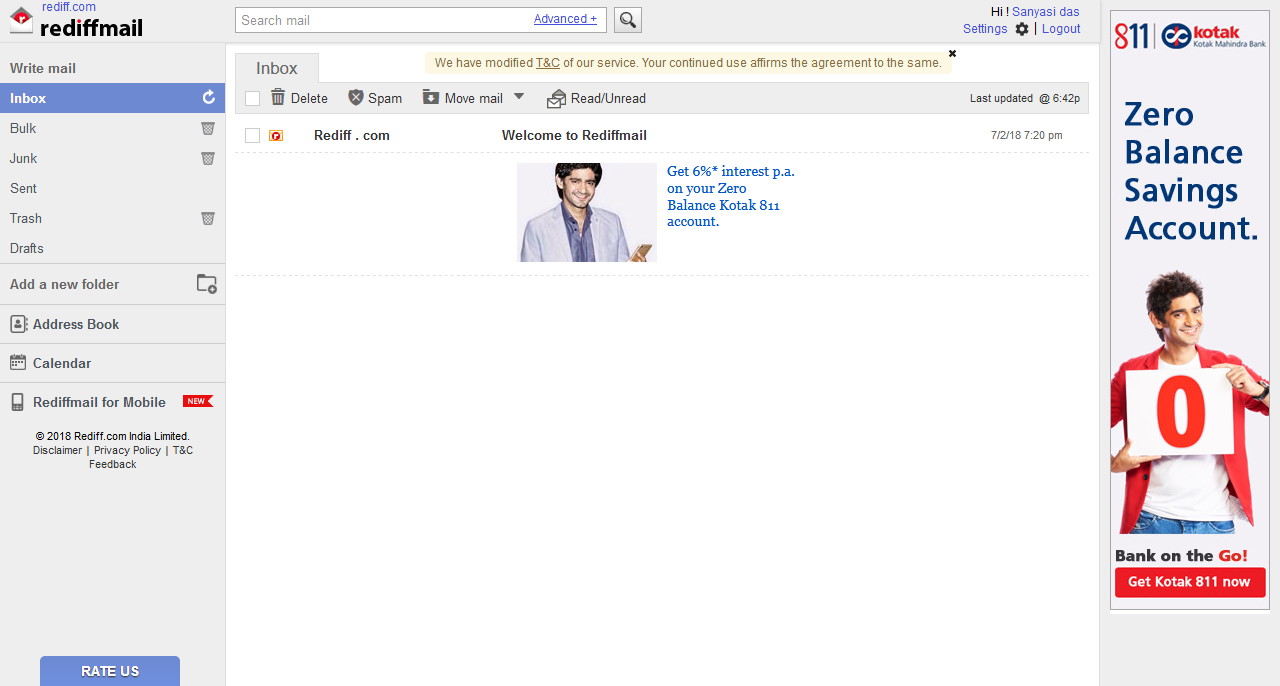 rediff.com
rediffmail
Search mail
Advanced +
Hi ! Sanyasi das
Settings | Logout
Write mail
Inbox
Bulk
Junk
Sent
Trash
Drafts
Add a new folder
Address Book
Calendar
Rediffmail for Mobile NEW
© 2018 Rediff.com India Limited.
Disclaimer | Privacy Policy | T&C
Feedback
RATE US
Inbox
We have modified T&C of our service. Your continued use affirms the agreement to the same.
Delete Spam Move mail Read/Unread Last updated @ 6:42p
Rediff . com Welcome to Rediffmail 7/2/18 7:20 pm
Get 6%* interest p.a.
on your Zero
Balance Kotak 811
account.
811 | kotak
Kotak Mahindra Bank
Zero
Balance
Savings
Account.
0
Bank on the Go!
Get Kotak 811 now